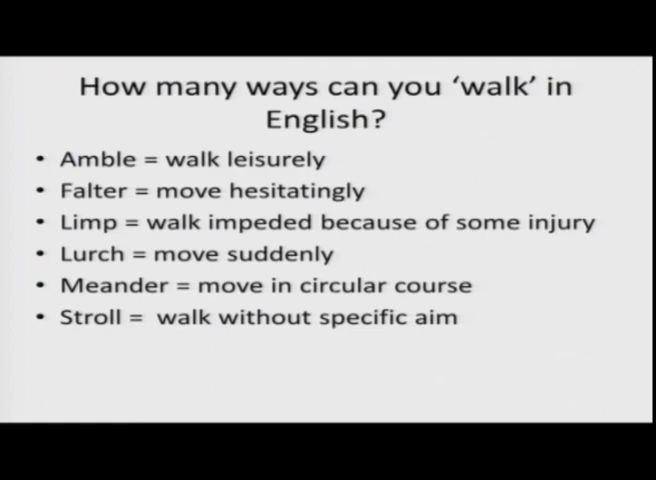 How many ways can you ‘walk’ in
English?
• Amble = walk leisurely
• Falter = move hesitatingly
• Limp = walk impeded because of some injury
• Lurch = move suddenly
• Meander = move in circular course
• Stroll =  walk without specific aim